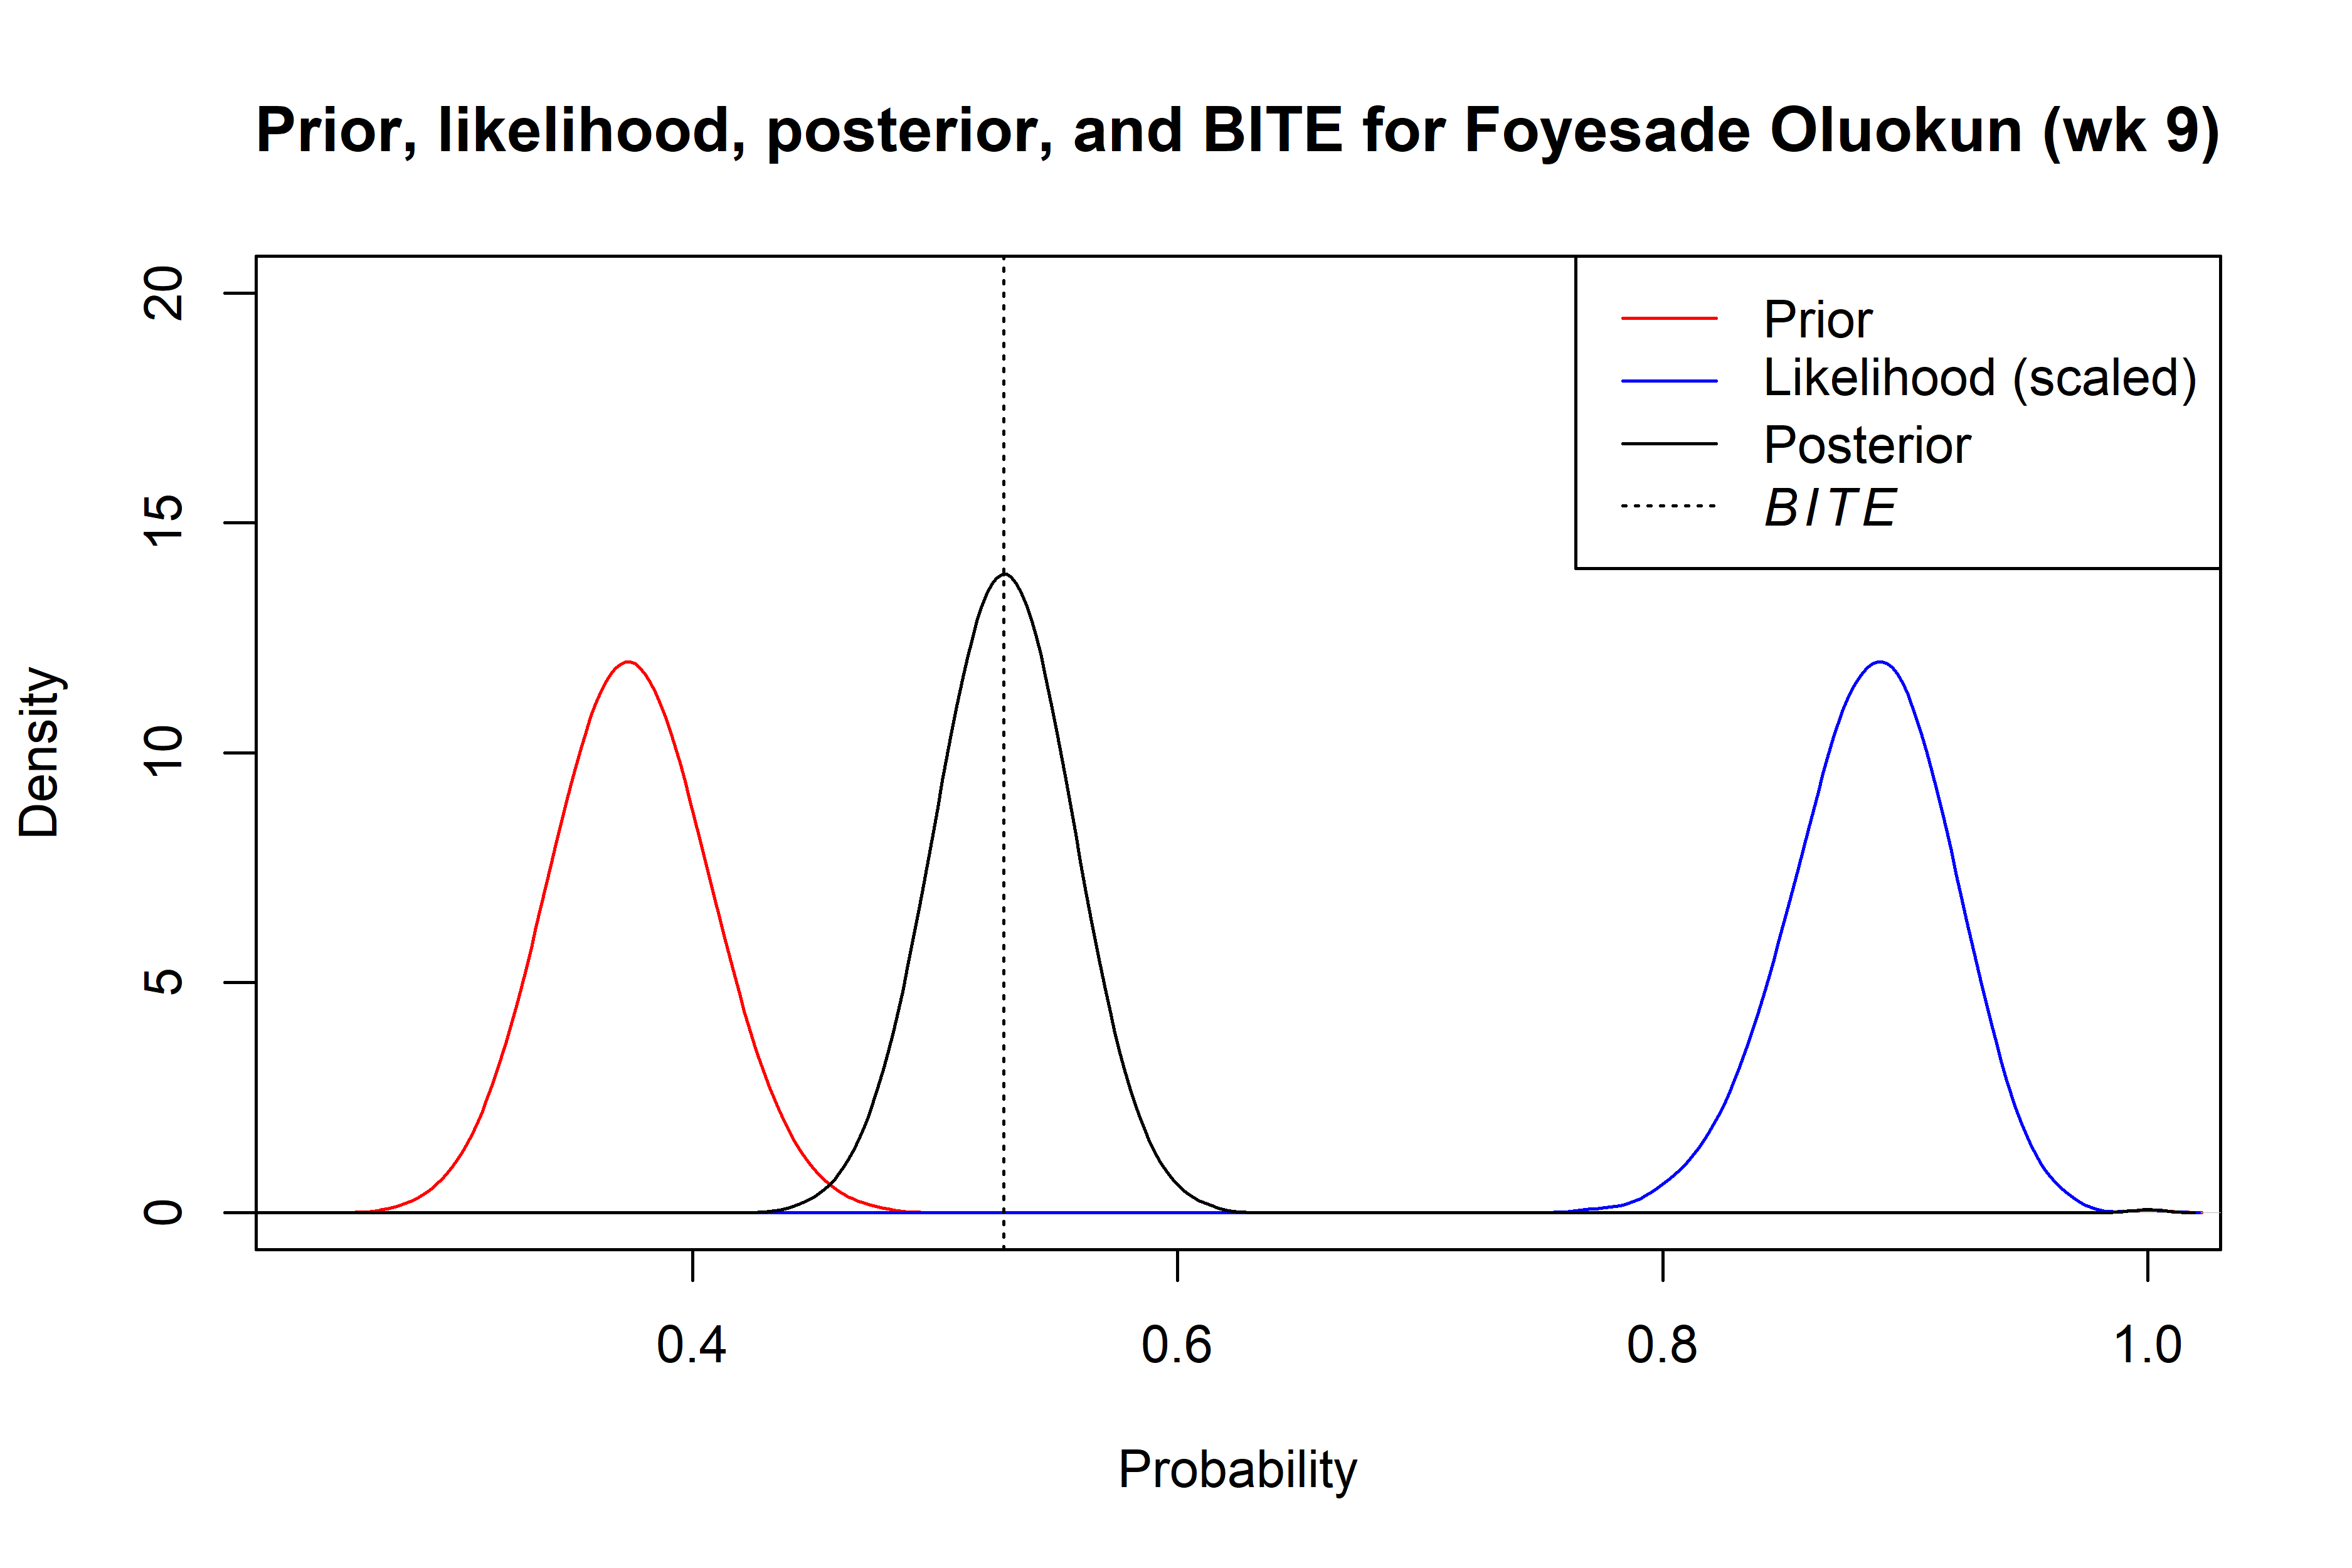 Prior, likelihood, posterior, and BITE for Foyesade Oluokun (wk 9)
20
15
10
5
0
Density
Prior
Likelihood (scaled)
Posterior
BITE
0.4 0.6 0.8 1.0
Probability